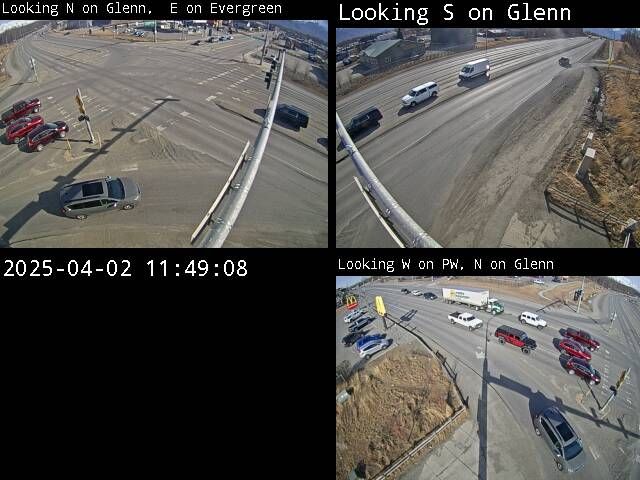 Looking N on Glenn,  E on Evergreen
Looking S on Glenn
2025-04-02 11:49:08
Looking W on PW, N on Glenn